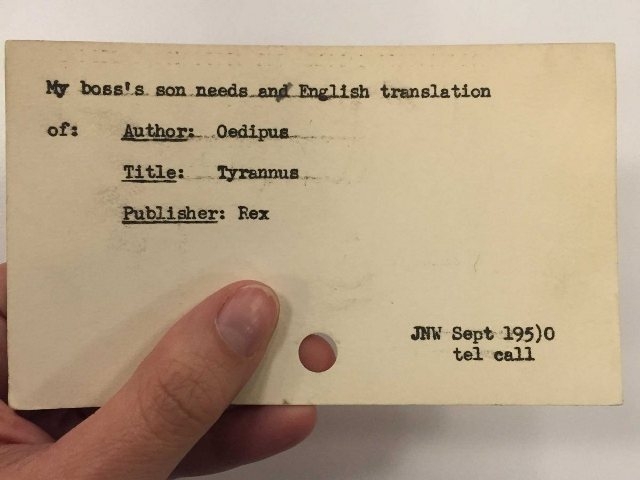 My boss's son needs and English translation
of: Author: Oedipus
Title: Tyrannus
Publisher: Rex
JNW Sept 195)0
tel call